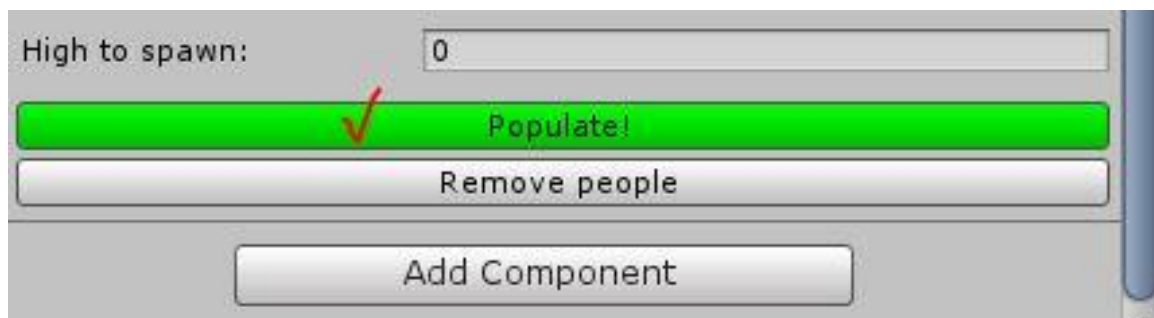 High to spawn: 0
Populate!
Remove people
Add Component